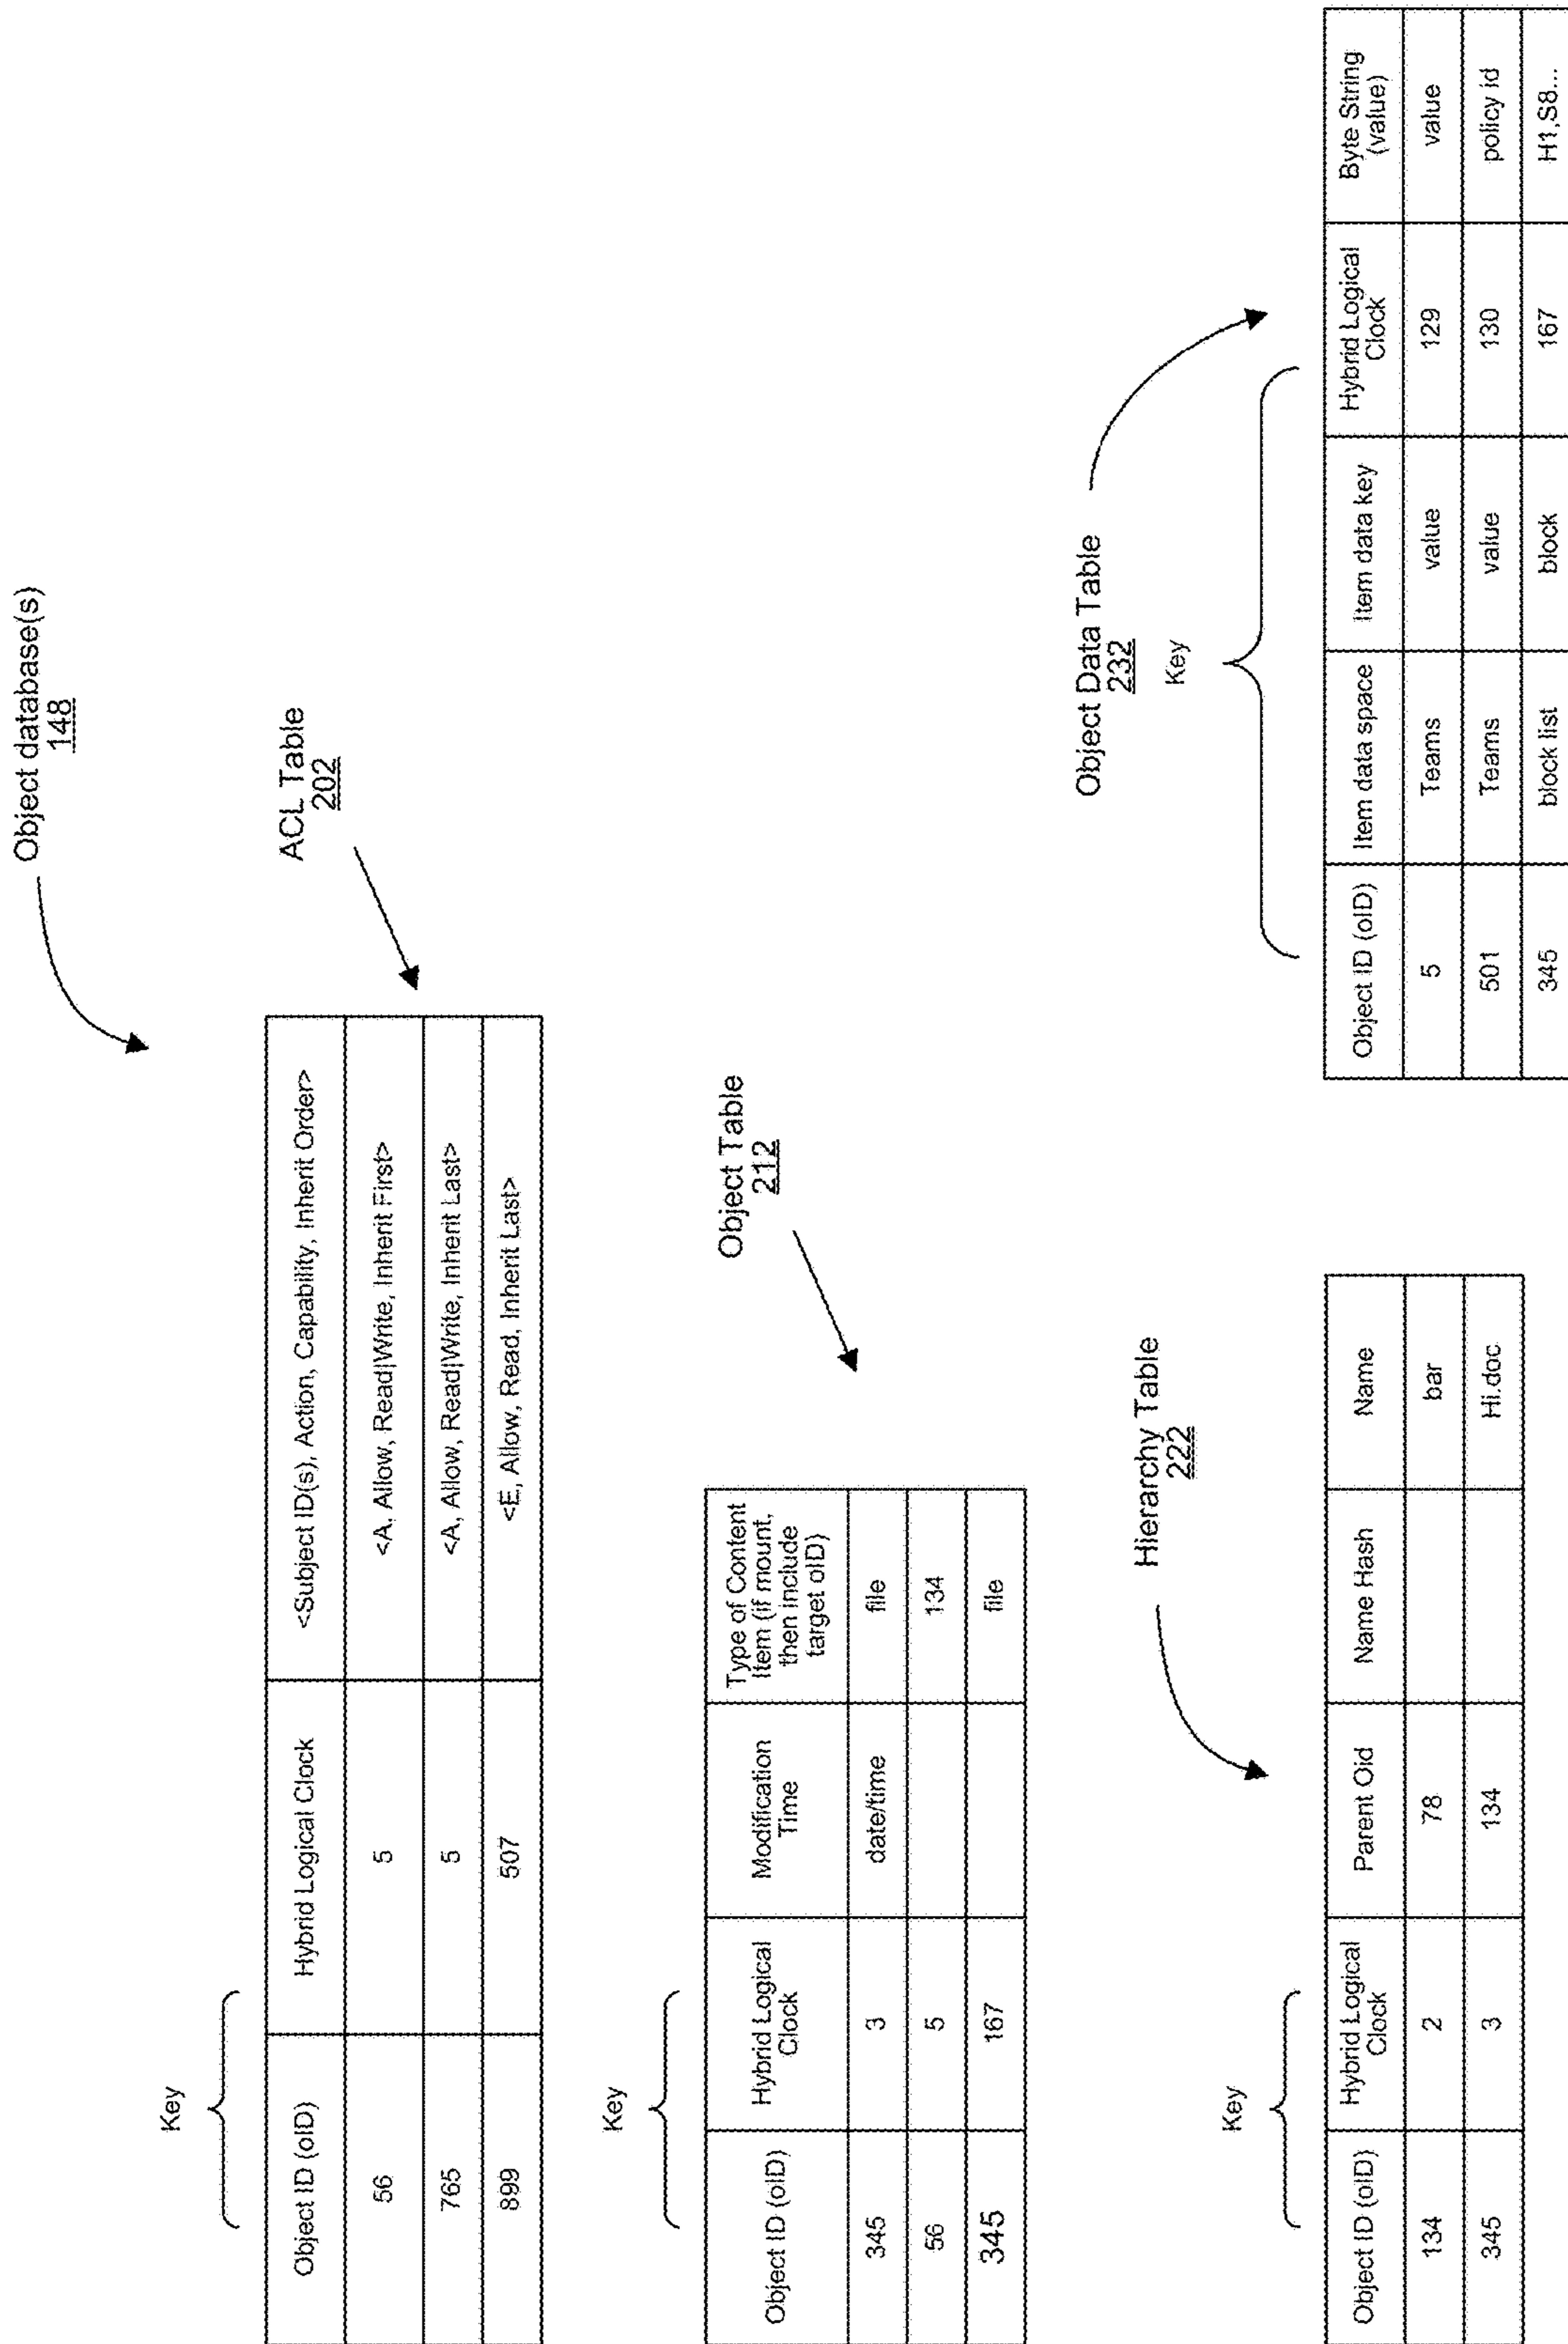 Object database(s)
148
ACL Table
202
Key
Object ID (oID)
Hybrid Logical Clock
<Subject ID(s), Action, Capability, Inherit Order>
56
5
<A, Allow, Read|Write, Inherit First>
765
5
<A, Allow, Read|Write, Inherit Last>
899
507
<E, Allow, Read, Inherit Last>
Object Table
212
Key
Object ID (oID)
Hybrid Logical
Clock
Modification
Time
Type of Content
Item (if mount,
then include
target oID)
345
3
date/time
file
56
5
134
345
167
file
Hierarchy Table
222
Key
Object ID (oID)
Hybrid Logical
Clock
Parent Oid
Name Hash
Name
134
2
78
bar
345
3
134
Hi.doc
Object Data Table
232
Key
Object ID (oID)
Item data space
Item data key
Hybrid Logical
Clock
Byte String
(value)
5
Teams
value
129
value
501
Teams
value
130
policy id
345
block list
block
167
H1,S8...